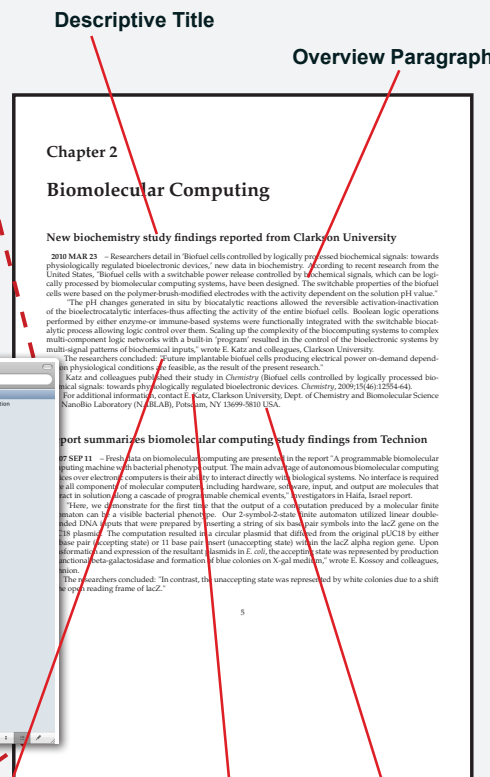 Descriptive Title
Overview Paragraph
Chapter 2
Biomolecular Computing
New biochemistry study findings reported from Clarkson University
2010 MAR 23 – Researchers detail in 'Biofuel cells controlled by logically processed biochemical signals: towards
physiologically regulated bioelectronic devices,' new data in biochemistry. According to recent research from the
United States, "Biofuel cells with a switchable power release controlled by biochemical signals, which can be logi-
cally processed by biomolecular computing systems, have been designed. The switchable properties of the biofuel
cells were based on the polymer-brush-modified electrodes with the activity dependent on the solution pH value."
"The pH changes generated in situ by biocatalytic reactions allowed the reversible activation-inactivation
of the bioelectrocatalytic interfaces-thus affecting the activity of the entire biofuel cells. Boolean logic operations
performed by either enzyme-or immune-based systems were functionally integrated with the switchable biocat-
alytic process allowing logic control over them. Scaling up the complexity of the biocomputing systems to complex
multi-component logic networks with a built-in 'program' resulted in the control of the bioelectronic systems by
multi-signal patterns of biochemical inputs," wrote E. Katz and colleagues, Clarkson University.
The researchers concluded: "Future implantable biofuel cells producing electrical power on-demand depend-
on physiological conditions are feasible, as the result of the present research."
Katz and colleagues published their study in Chemistry (Biofuel cells controlled by logically processed bio-
mical signals: towards physiologically regulated bioelectronic devices. Chemistry, 2009;15(46):12554-64).
For additional information, contact E. Katz, Clarkson University, Dept. of Chemistry and Biomolecular Science
NanoBio Laboratory (NABLAB), Potsdam, NY 13699-5810 USA.
port summarizes biomolecular computing study findings from Technion
07 SEP 11 – Fresh data on biomolecular computing are presented in the report "A programmable biomolecular
puting machine with bacterial phenotype output. The main advantage of autonomous biomolecular computing
ices over electronic computers is their ability to interact directly with biological systems. No interface is required
e all components of molecular computers, including hardware, software, input, and output are molecules that
ract in solution along a cascade of programmable chemical events," investigators in Haifa, Israel report.
"Here, we demonstrate for the first time that the output of a computation preduced by a molecular finite
omaton can be a visible bacterial phenotype. Our 2-symbol-2-state finite automaton utilized linear double-
nded DNA inputs that were prepared by inserting a string of six base pair symbols into the lacZ gene on the
C18 plasmid. The computation resulted in a circular plasmid that differed from the original pUC18 by either
base pair (accepting state) or 11 base pair insert (unaccepting state) within the lacZ alpha region gene. Upon
nsformation and expression of the resultant plasmids in E. coli, the accepting state was represented by production
unctional beta-galactosidase and formation of blue colonies on X-gal medium," wrote E. Kossoy and colleagues,
nnion.
The researchers concluded: "In contrast, the unaccepting state was represented by white colonies due to a shift
he open reading frame of lacZ."
5